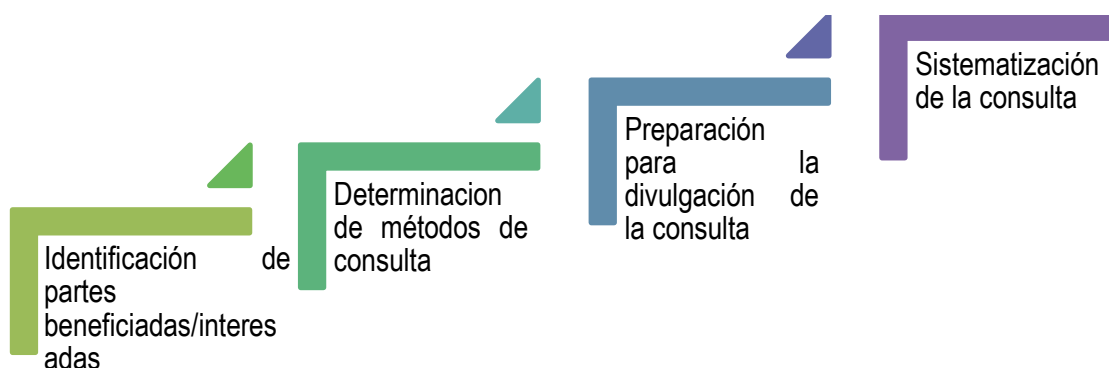 Identificación de
partes
beneficiadas/interes
adas
Determinacion
de métodos de
consulta
Preparación
para la
divulgación de
la consulta
Sistematización
de la consulta